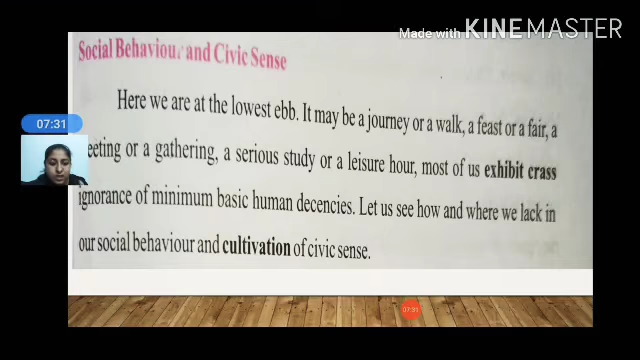 Made with KINEMASTER
Social Behaviour and Civic Sense
Here we are at the lowest ebb. It may be a journey or a walk, a feast or a fair, a
07:31
eeting or a gathering, a serious study or a leisure hour, most of us exhibit crass
ignorance of minimum basic human decencies. Let us see how and where we lack in
our social behaviour and cultivation of civic sense.
07:31